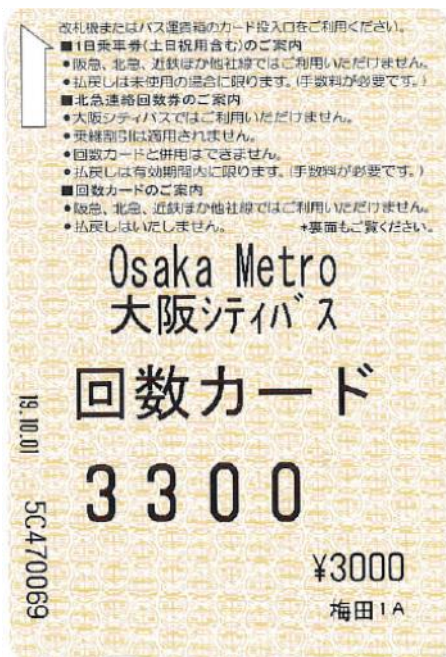 改札機またはバス運賃箱のカード投入口をご利用ください。
■1日乗車券(土日祝用含む)のご案内
●阪急、北急、近鉄ほか他社線ではご利用いただけません。
●払戻しは未使用の場合に限ります。(手数料が必要です。)
■北急連絡回数券のご案内
●大阪シティバスではご利用いただけません。
●乗継割引は適用されません。
●回数カードと併用はできません。
●払戻しは有効期間内に限ります。(手数料が必要です。)
■回数カードのご案内
●阪急、北急、近鉄ほか他社線ではご利用いただけません。
●払戻しはいたしません。 *裏面もご覧ください。
Osaka Metro
大阪シティバス
回数カード
3300
¥3000
梅田1A
19.10.01 5C470069